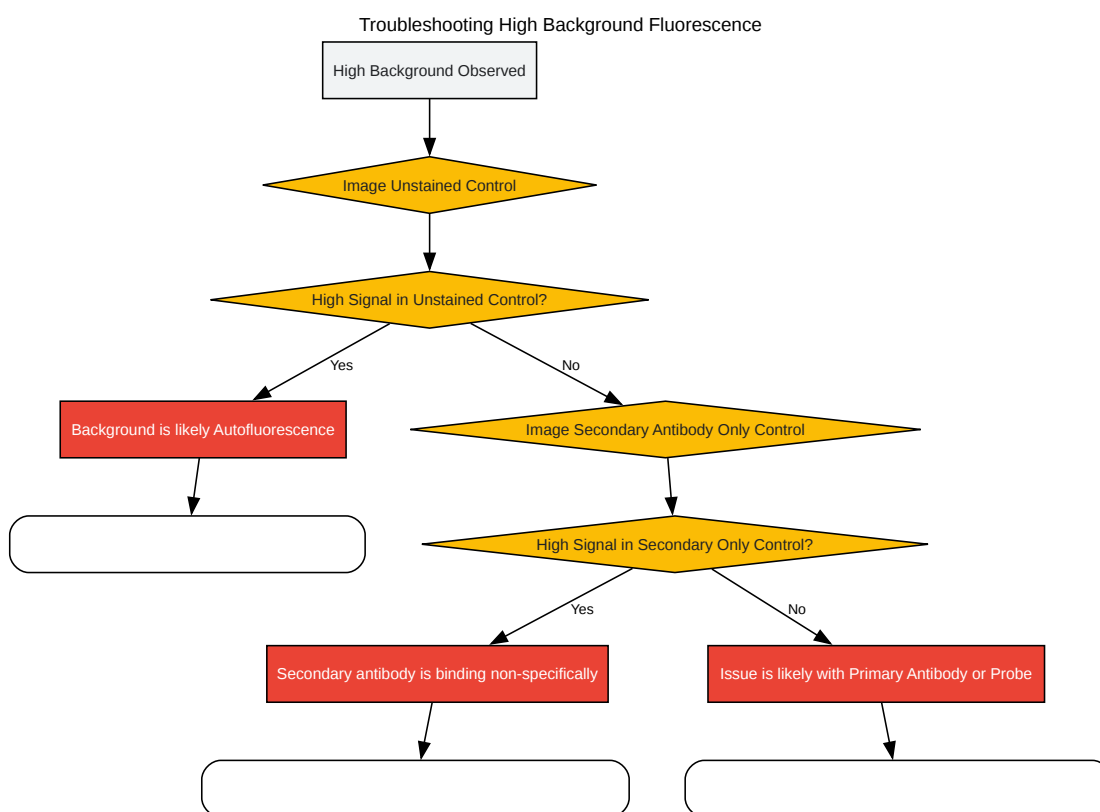 Troubleshooting High Background Fluorescence
High Background Observed
Image Unstained Control
High Signal in Unstained Control?
Yes
No
Background is likely Autofluorescence
Image Secondary Antibody Only Control
High Signal in Secondary Only Control?
Yes
No
Secondary antibody is binding non-specifically
Issue is likely with Primary Antibody or Probe